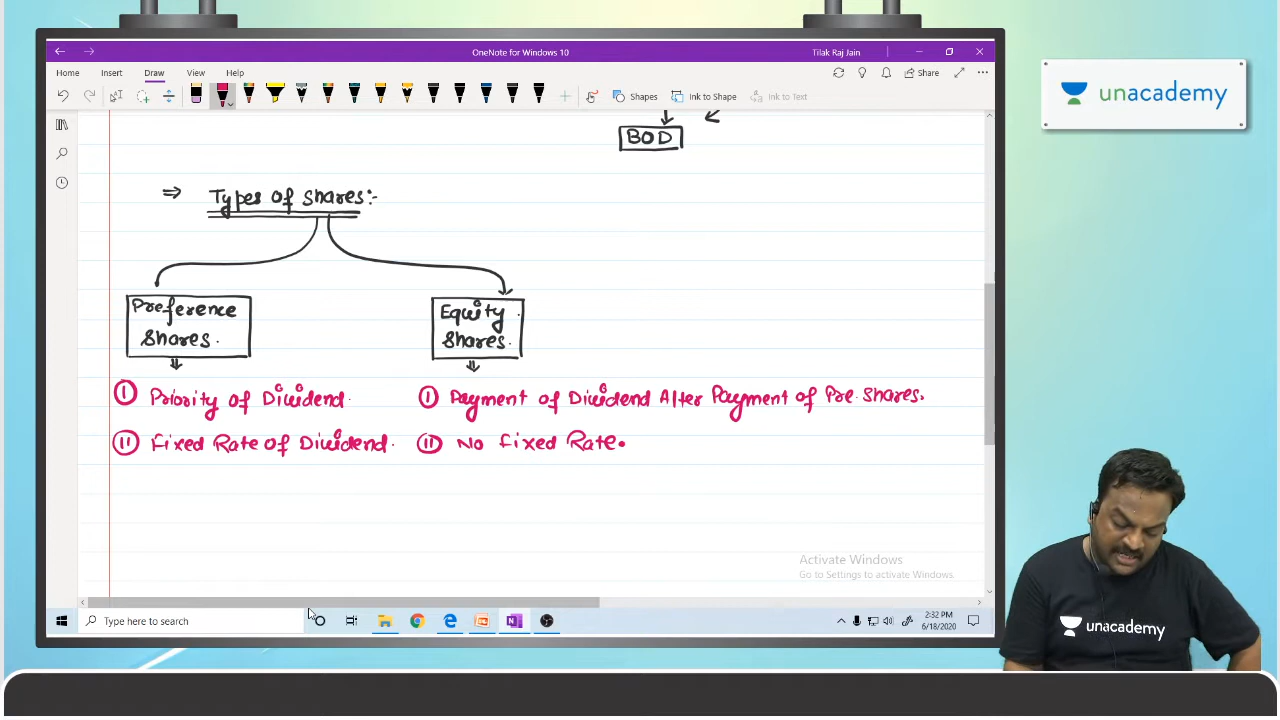 OneNote for Windows 10
Tilak Raj Jain
Home Insert Draw View Help
Share
Shapes
Ink to Shape
Ink to Text
unacademy
BOD
⇒ Types of shares:-
Preference
Shares.
Equity
Shares.
① Priority of Dividend.
① Payment of Dividend After Payment of Pre. Shares.
⑪ Fixed Rate of Dividend.
⑪ No Fixed Rate.
Activate Windows
Go to Settings to activate Windows.
Type here to search
2:32 PM
6/18/2020
unacademy